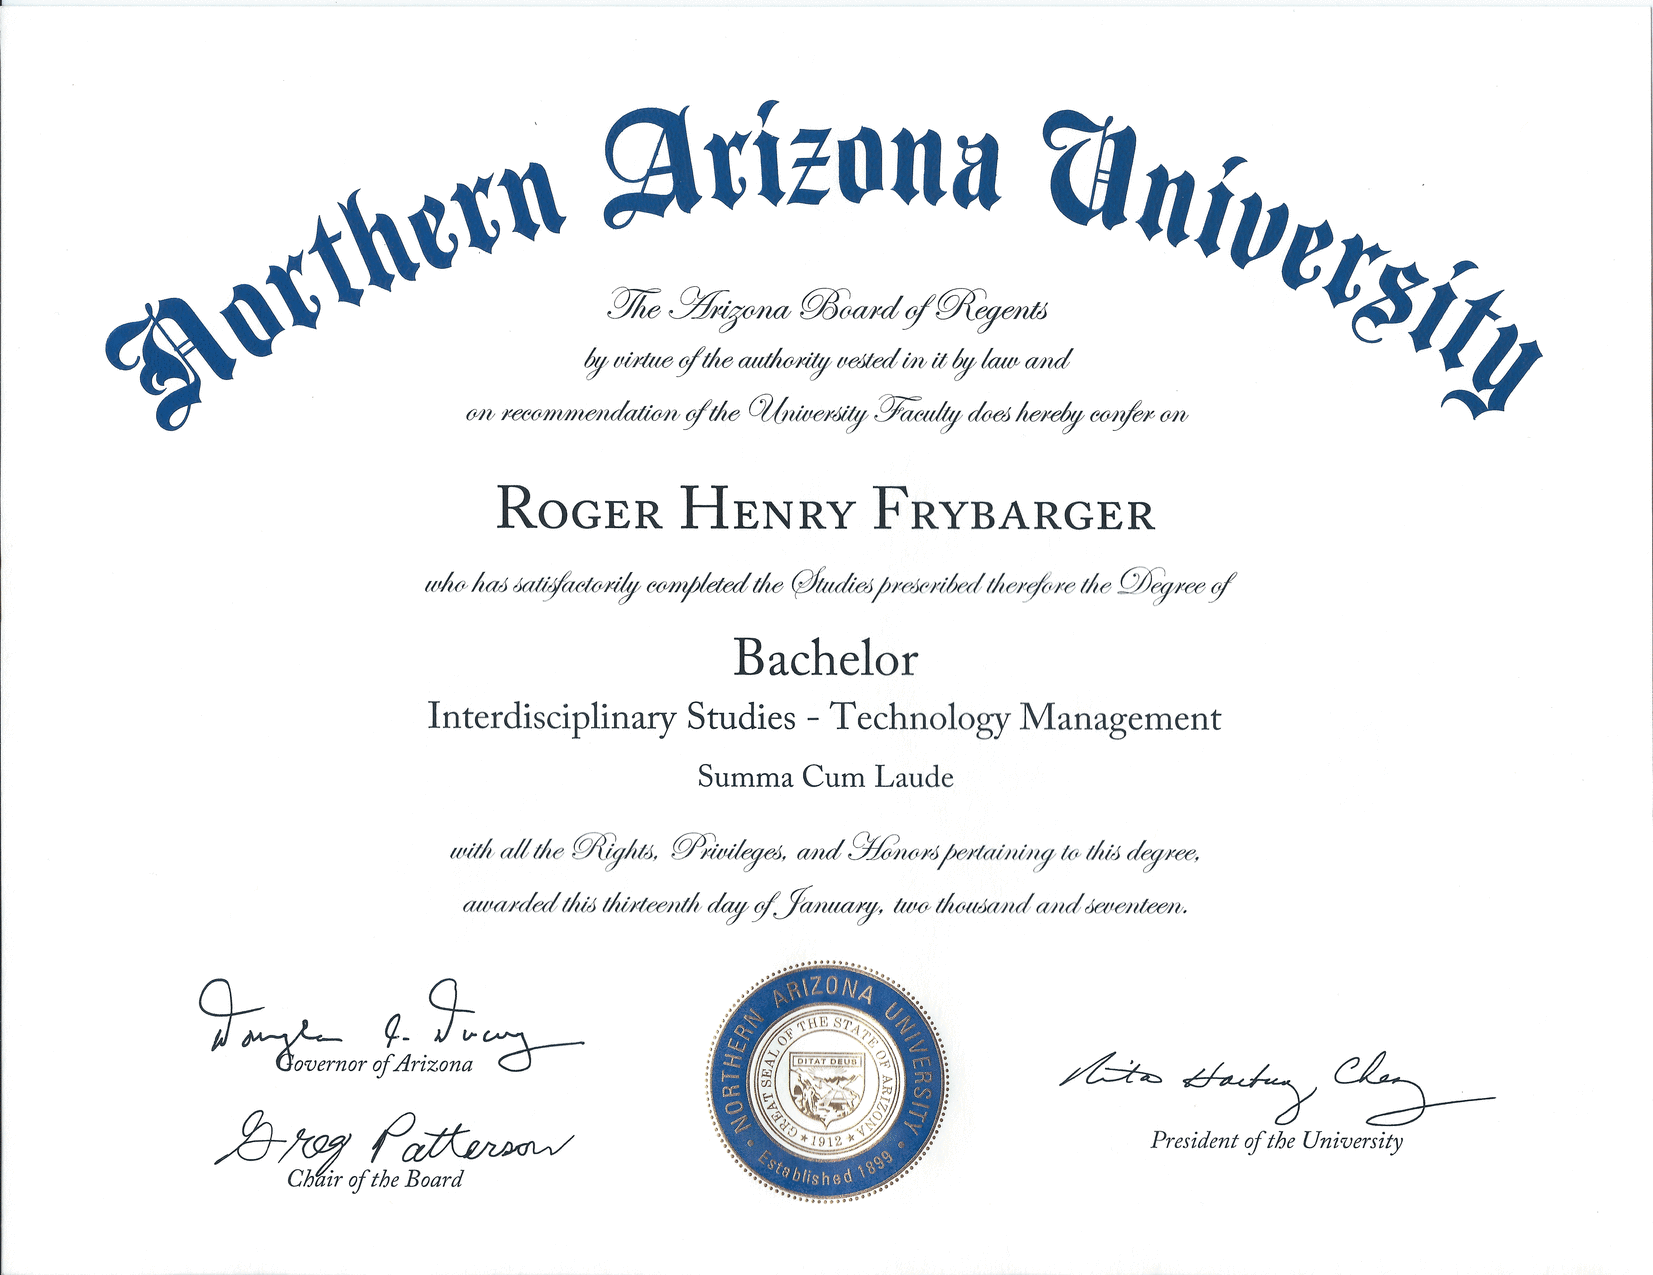 Northern Arizona University
The Arizona Board of Regents
by virtue of the authority vested in it by law and
on recommendation of the University Faculty does hereby confer on
ROGER HENRY FRYBARGER
who has satisfactorily completed the Studies prescribed therefore the Degree of
Bachelor
Interdisciplinary Studies - Technology Management
Summa Cum Laude
with all the Rights, Privileges, and Honors pertaining to this degree,
awarded this thirteenth day of January, two thousand and seventeen.
Douglas A. Ducey
Governor of Arizona
Greg Patterson
Chair of the Board
NORTHERN ARIZONA UNIVERSITY
GREAT SEAL OF THE STATE OF ARIZONA
DITAT DEUS
1912
Established 1899
Rita Hartung Cheng
President of the University